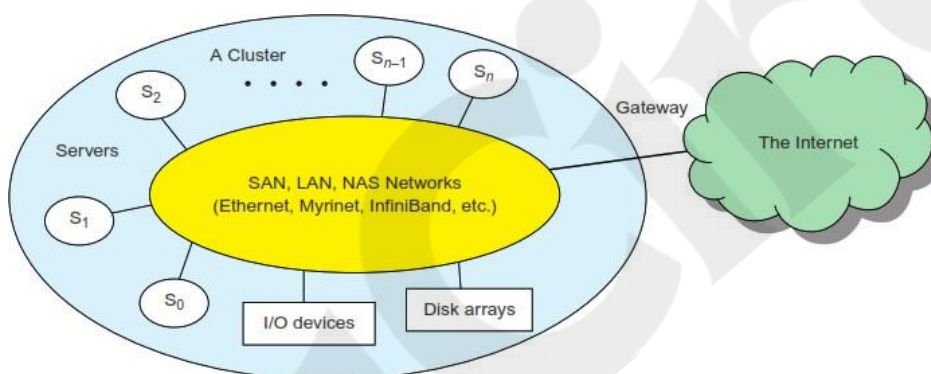 A Cluster
S₀
S₁
S₂
. . . .
Sₙ₋₁
Sₙ
Servers
Gateway
The Internet
SAN, LAN, NAS Networks
(Ethernet, Myrinet, InfiniBand, etc.)
I/O devices
Disk arrays